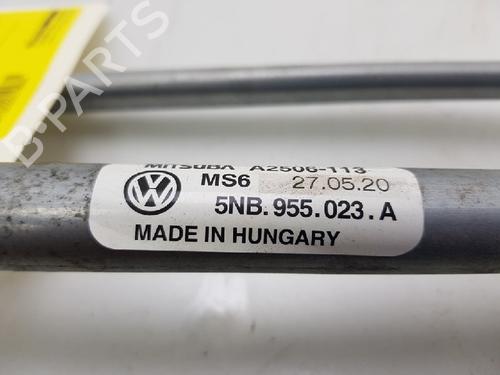 B-PARTS
MITSUBA A2506-113
MS6 27.05.20
5NB.955.023.A
MADE IN HUNGARY